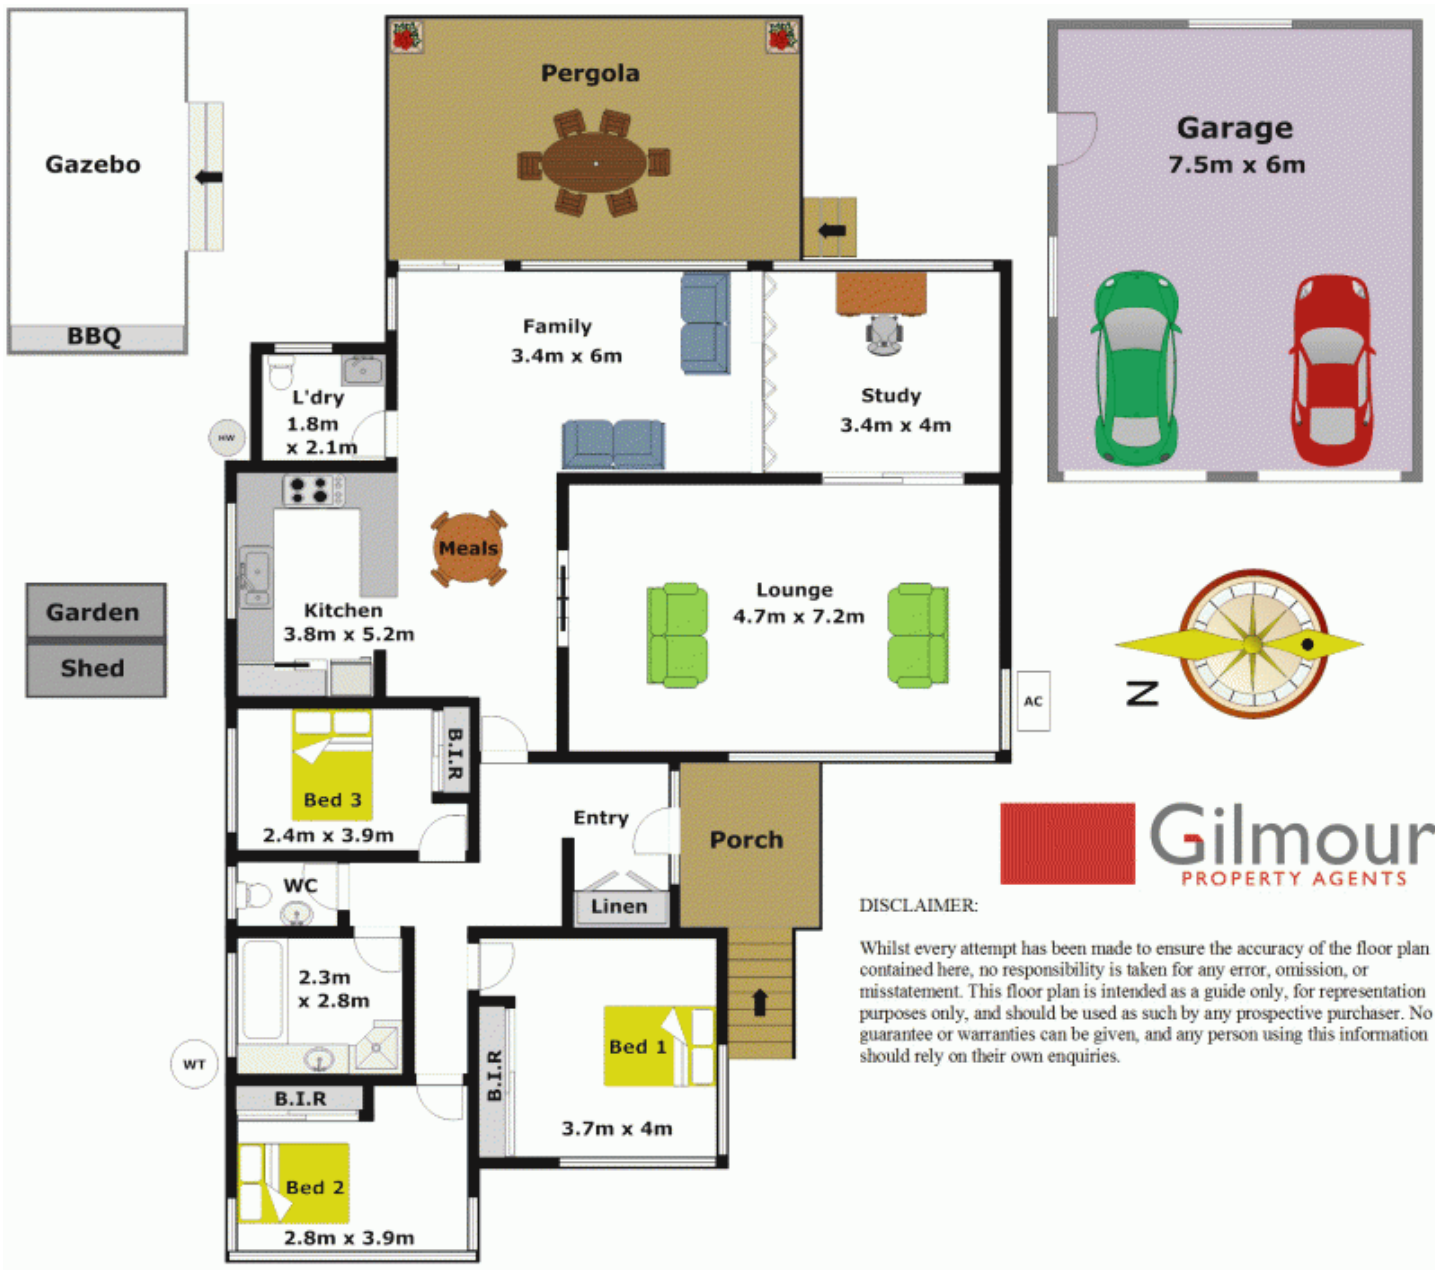 Pergola
Gazebo
BBQ
Garage
7.5m x 6m
Family
3.4m x 6m
Study
3.4m x 4m
L'dry
1.8m
x 2.1m
HW
Meals
Kitchen
3.8m x 5.2m
Lounge
4.7m x 7.2m
Garden
Shed
AC
N
B.I.R
Bed 3
2.4m x 3.9m
Entry
Porch
WC
Linen
2.3m
x 2.8m
WT
B.I.R
Bed 1
3.7m x 4m
B.I.R
Bed 2
2.8m x 3.9m
Gilmour
PROPERTY AGENTS
DISCLAIMER:
Whilst every attempt has been made to ensure the accuracy of the floor plan
contained here, no responsibility is taken for any error, omission, or
misstatement. This floor plan is intended as a guide only, for representation
purposes only, and should be used as such by any prospective purchaser. No
guarantee or warranties can be given, and any person using this information
should rely on their own enquiries.